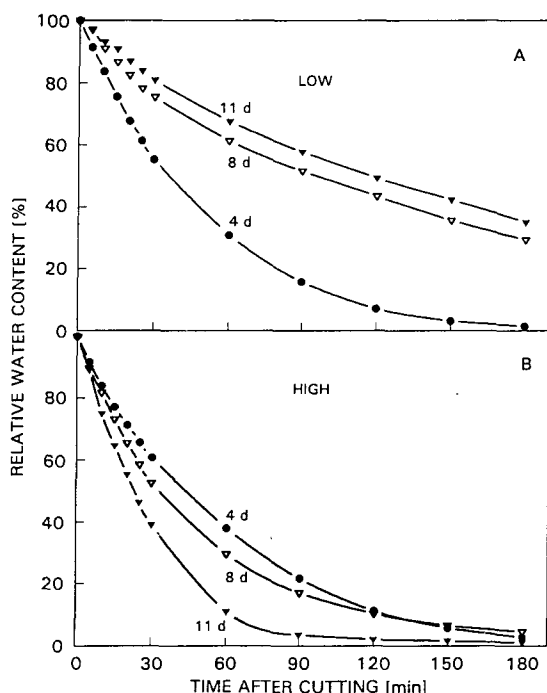 100
80
60
40
20
0
A
LOW
11 d
8 d
4 d
RELATIVE WATER CONTENT [%]
B
HIGH
80
60
40
20
0
4 d
8 d
11 d
0 30 60 90 120 150 180
TIME AFTER CUTTING [min]